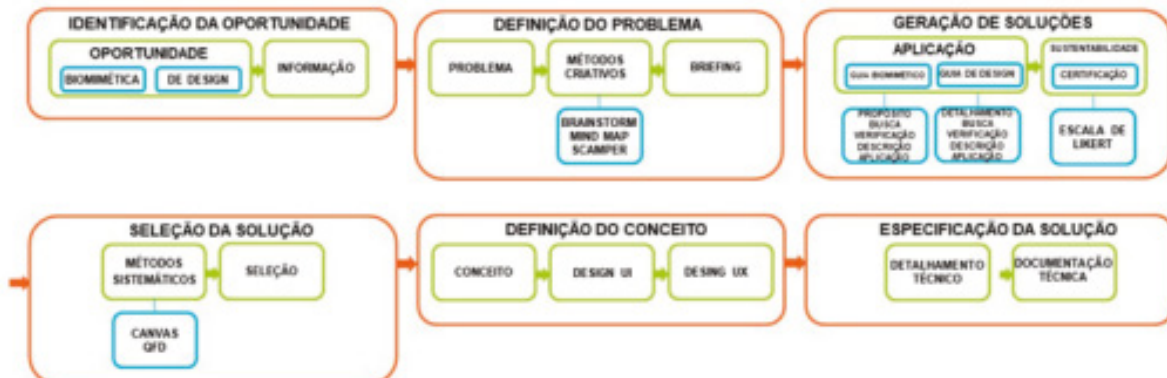 IDENTIFICAÇÃO DA OPORTUNIDADE
OPORTUNIDADE
BIOMIMÉTICA
DE DESIGN
INFORMAÇÃO
DEFINIÇÃO DO PROBLEMA
PROBLEMA
MÉTODOS
CRIATIVOS
BRIEFING
BRAINSTORM
MIND MAP
SCAMPER
GERAÇÃO DE SOLUÇÕES
APLICAÇÃO
GUIA BIOMIMÉTICO
GUIA DE DESIGN
SUSTENTABILIDADE
CERTIFICAÇÃO
PROPÓSITO
BUSCA
VERIFICAÇÃO
DESCRIÇÃO
APLICAÇÃO
DETALHAMENTO
BUSCA
VERIFICAÇÃO
DESCRIÇÃO
APLICAÇÃO
ESCALA DE
LIKERT
SELEÇÃO DA SOLUÇÃO
MÉTODOS
SISTEMÁTICOS
SELEÇÃO
CANVAS
QFD
DEFINIÇÃO DO CONCEITO
CONCEITO
DESIGN UI
DESING UX
ESPECIFICAÇÃO DA SOLUÇÃO
DETALHAMENTO
TÉCNICO
DOCUMENTAÇÃO
TÉCNICA